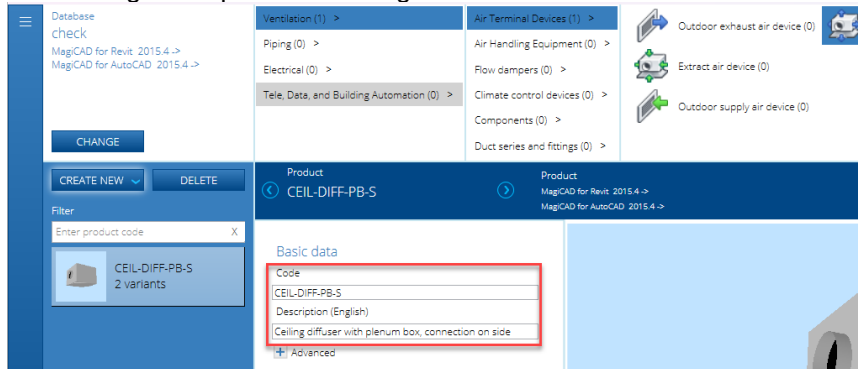 Database
check
MagiCAD for Revit 2015.4 ->
MagiCAD for AutoCAD 2015.4 ->
CHANGE
Ventilation (1) >
Piping (0) >
Electrical (0) >
Tele, Data, and Building Automation (0) >
Air Terminal Devices (1) >
Air Handling Equipment (0) >
Flow dampers (0) >
Climate control devices (0) >
Components (0) >
Duct series and fittings (0) >
Outdoor exhaust air device (0)
Extract air device (0)
Outdoor supply air device (0)
CREATE NEW
DELETE
Filter
Enter product code X
CEIL-DIFF-PB-S
2 variants
Product
CEIL-DIFF-PB-S
Product
MagiCAD for Revit 2015.4 ->
MagiCAD for AutoCAD 2015.4 ->
Basic data
Code
CEIL-DIFF-PB-S
Description (English)
Ceiling diffuser with plenum box, connection on side
+ Advanced